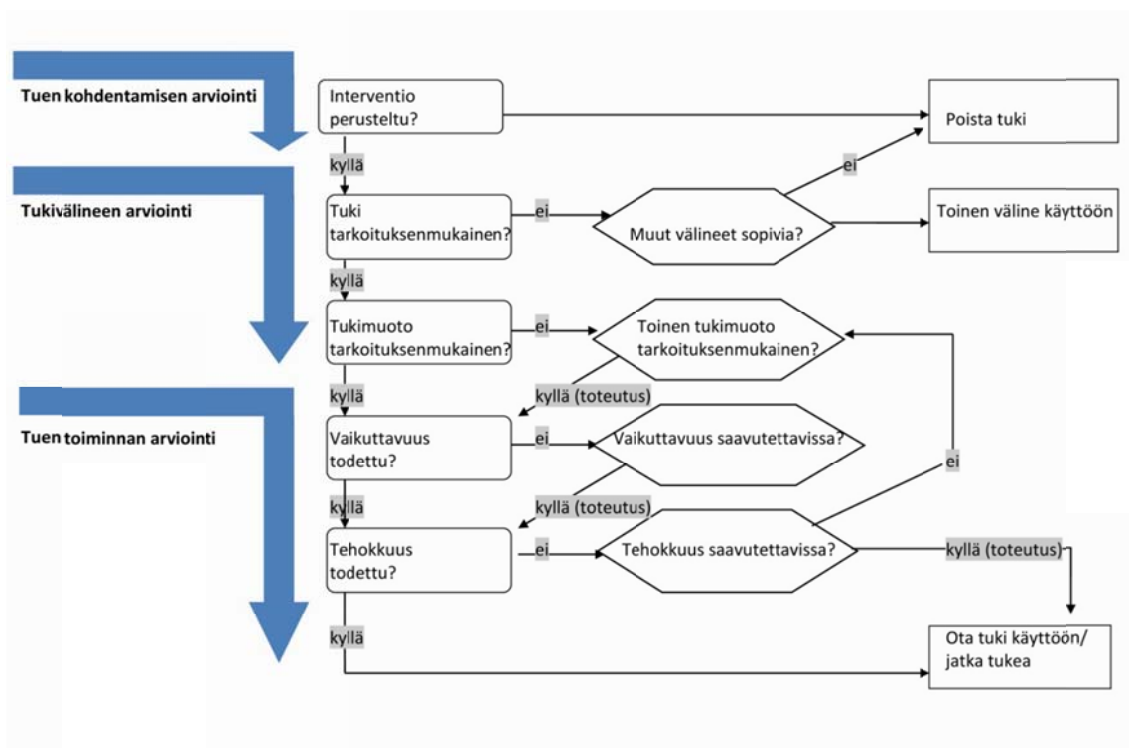 Tuen kohdentamisen arviointi
Interventio
perusteltu?
Poista tuki
kyllä
ei
Tukivälineen arviointi
Tuki
tarkoituksenmukainen?
ei
Muut välineet sopivia?
Toinen väline käyttöön
kyllä
Tukimuoto
tarkoituksenmukainen?
ei
Toinen tukimuoto
tarkoituksenmukainen?
kyllä
kyllä (toteutus)
Tuen toiminnan arviointi
Vaikuttavuus
todettu?
ei
Vaikuttavuus saavutettavissa?
ei
kyllä
kyllä (toteutus)
Tehokkuus
todettu?
ei
Tehokkuus saavutettavissa?
kyllä (toteutus)
kyllä
Ota tuki käyttöön/
jatka tukea